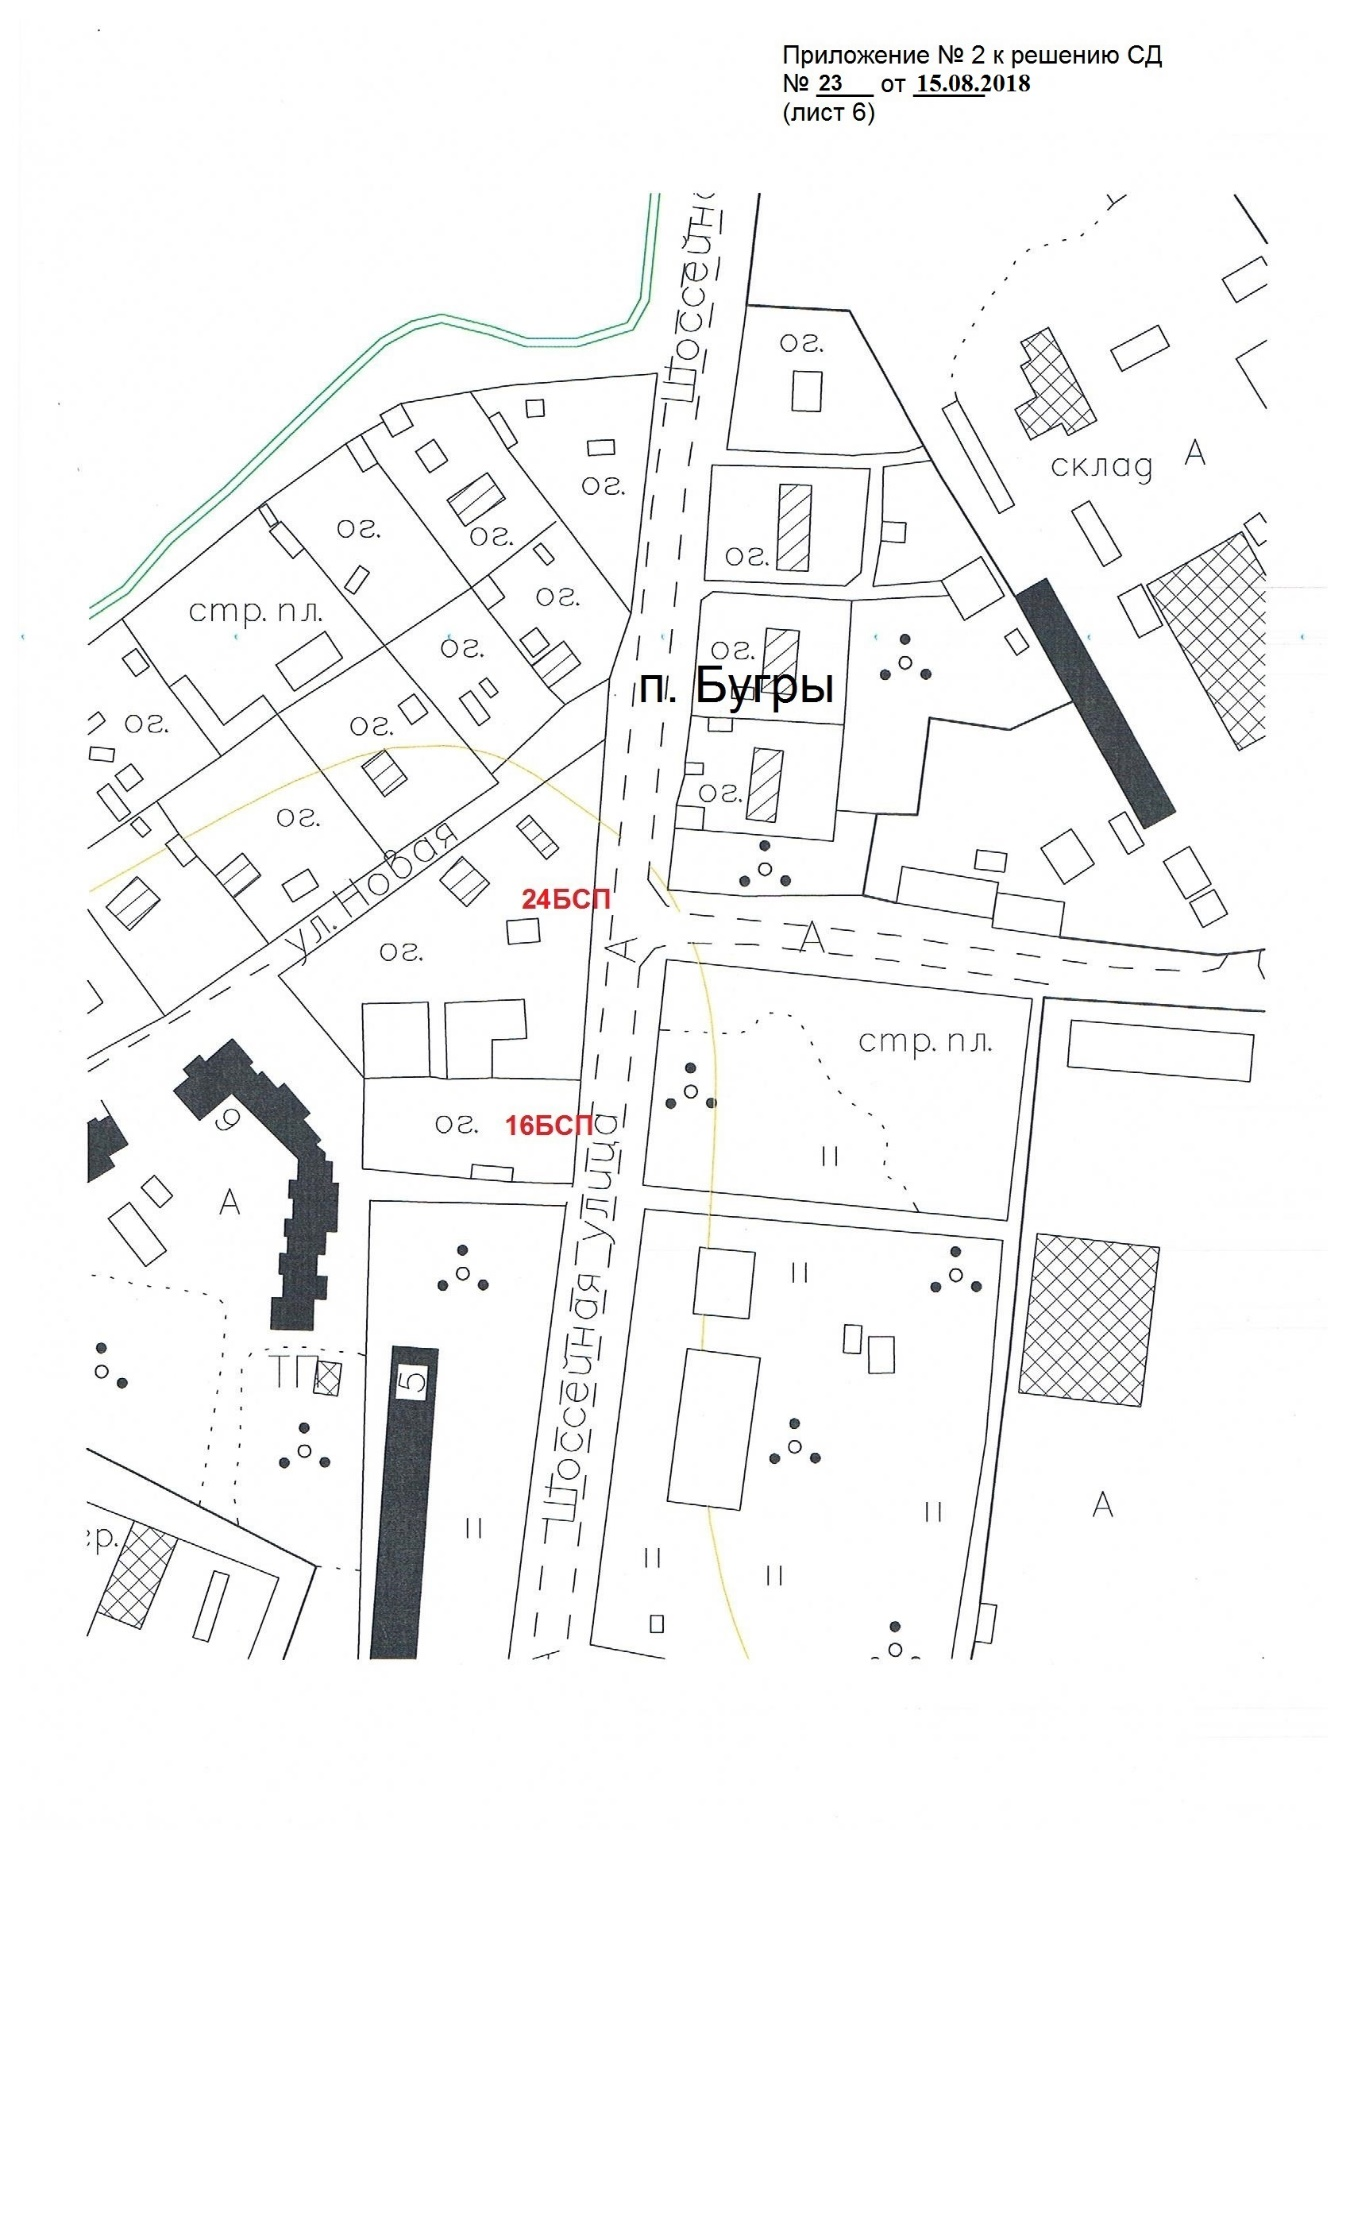 Приложение № 2 к решению СД
№ 23 от 15.08.2018
(лист 6)
ог.
склад
А
ог.
ог.
ог.
ог.
ог.
ог.
стр. пл.
ог.
ог.
п. Бугры
ог.
ог.
ог.
ог.
ул. Новая
24БСП
А
А
ог.
стр. пл.
9
ог.
16БСП
А
ТП
5
Шоссейная улица
А